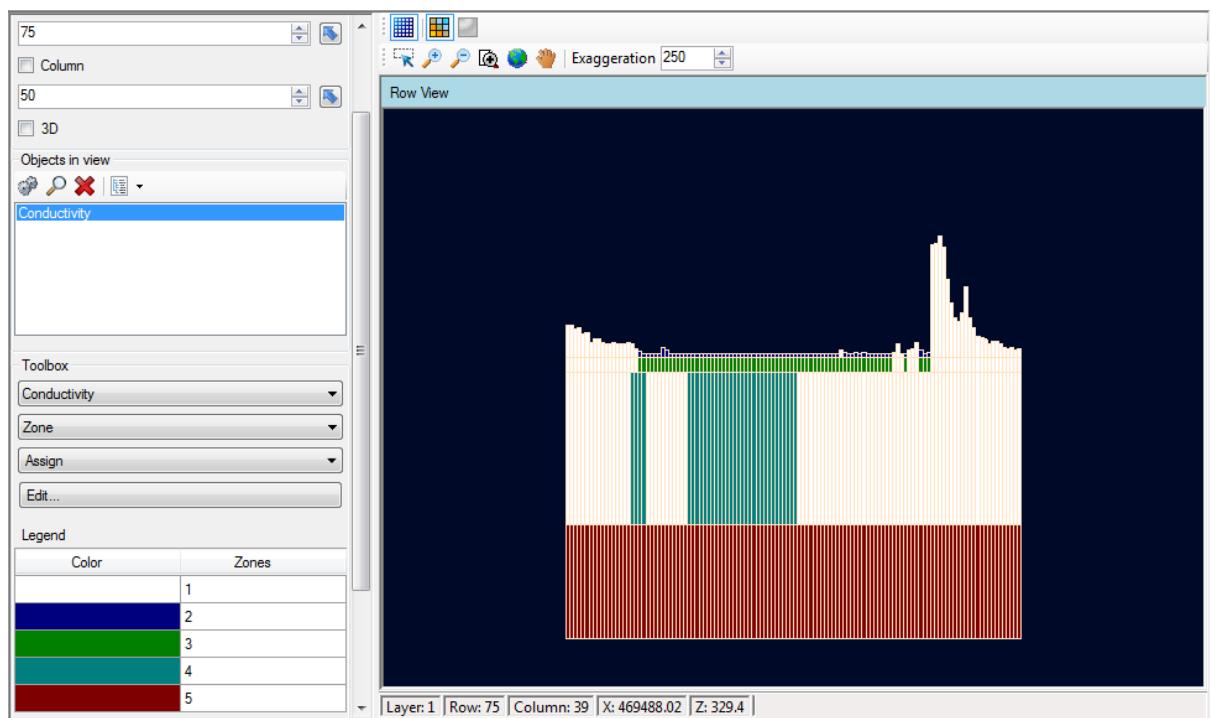 75
Column
50
3D
Objects in view
Conductivity
Toolbox
Conductivity
Zone
Assign
Edit...
Legend
Color Zones
1
2
3
4
5
Exaggeration 250
Row View
Layer: 1 Row: 75 Column: 39 X: 469488.02 Z: 329.4